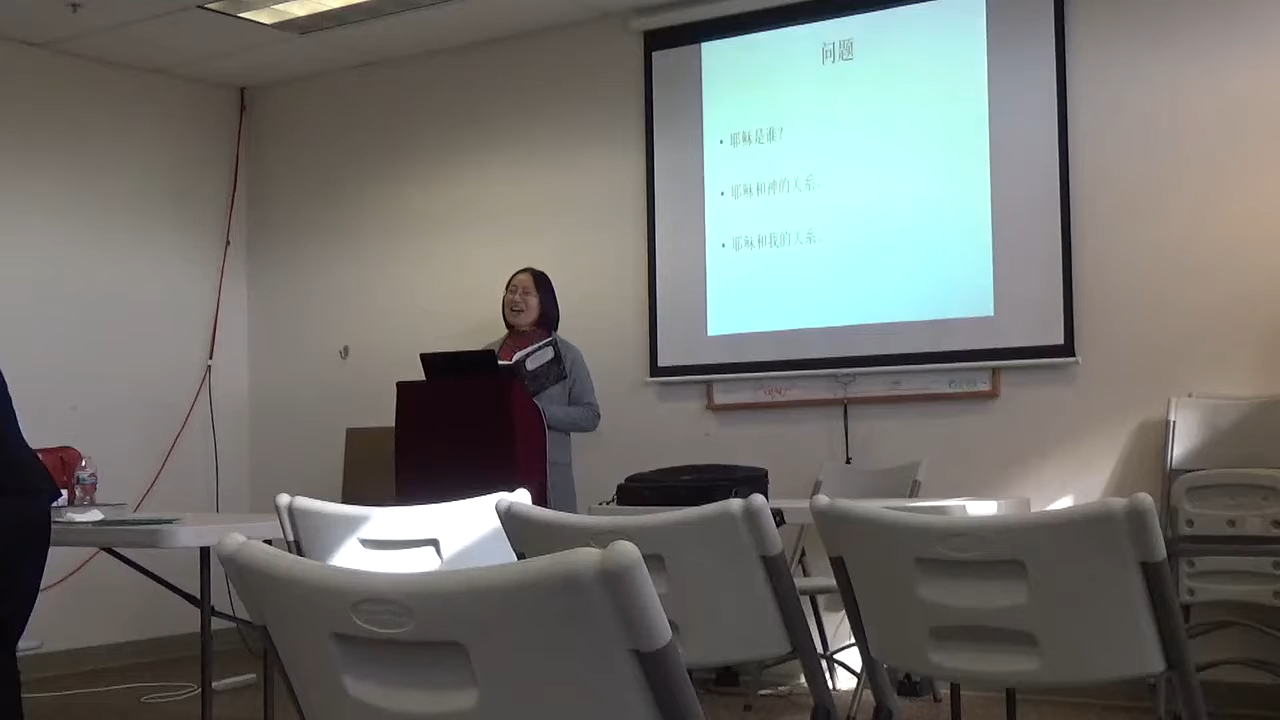 问题
• 耶稣是谁?
• 耶稣和神的关系.
• 耶稣和我的关系.